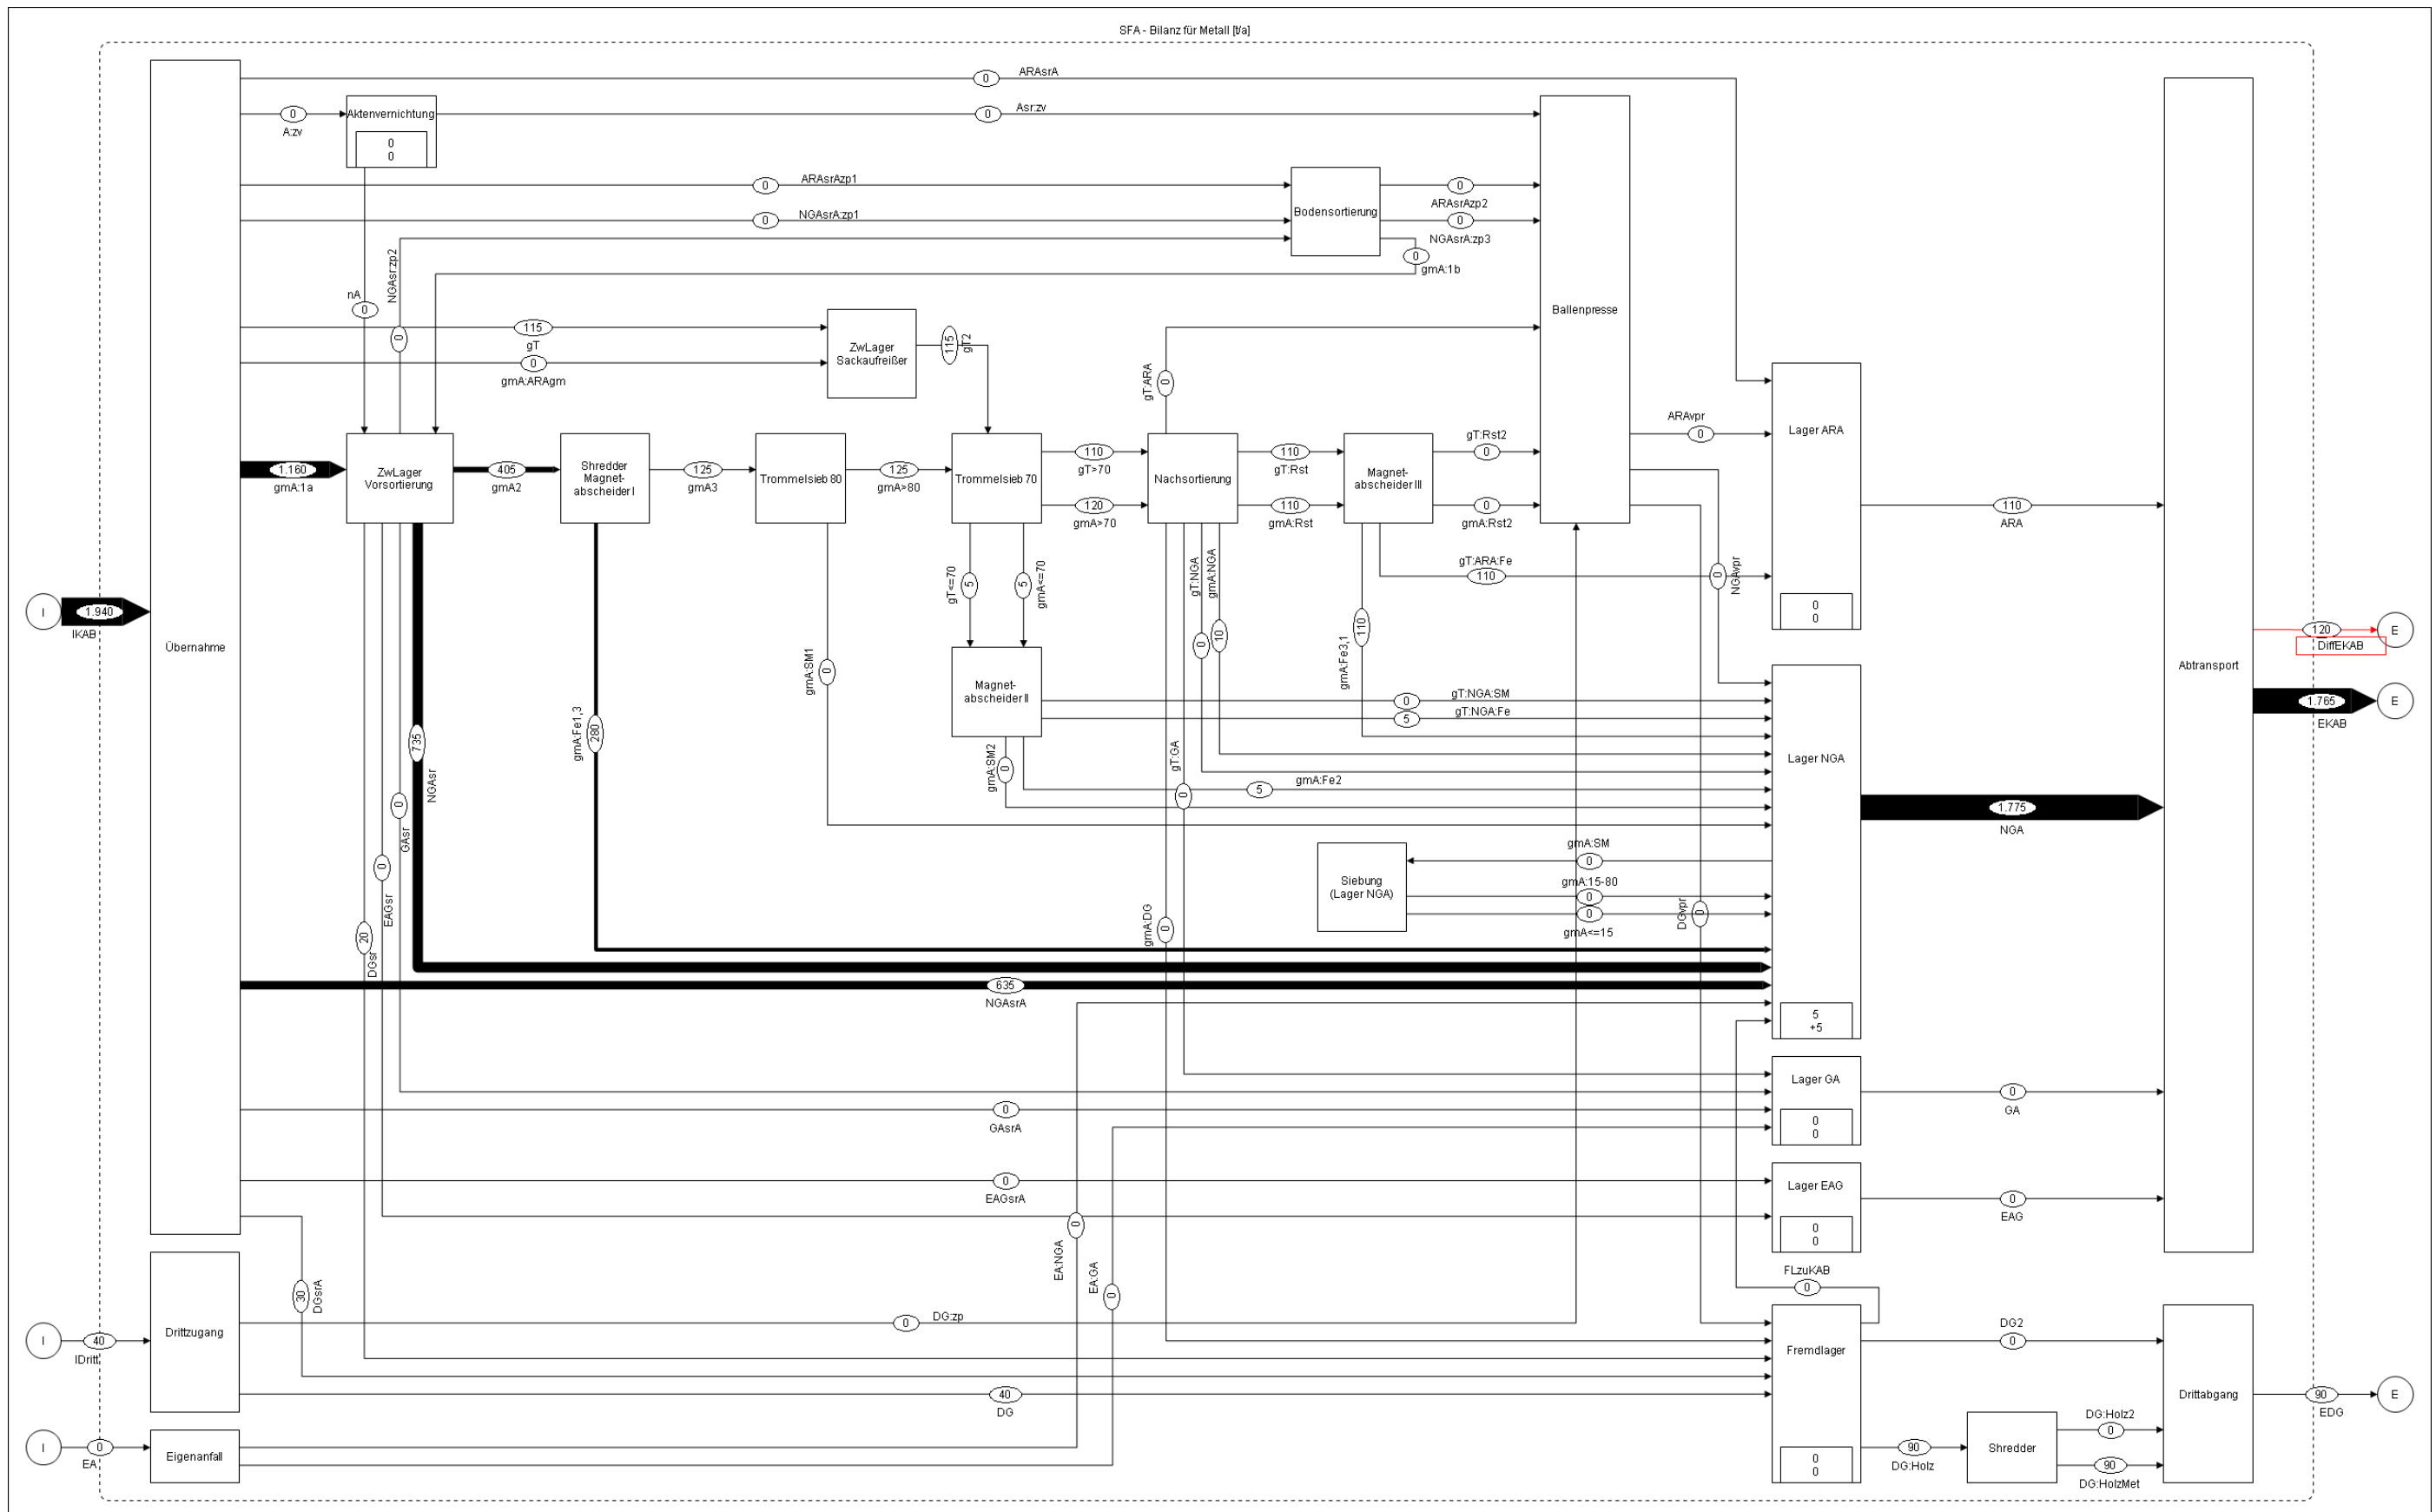 SFA - Bilanz für Metall [t/a]
0
ARAsrA
0
A:zv
Aktenvernichtung
0
0
0
Asr:zv
0
ARAsrAzp1
0
NGAsrA:zp1
Bodensortierung
0
ARAsrAzp2
0
NGAsrA:zp3
0
gmA:1b
NGAsr:zp2
0
nA
0
115
gT
0
gmA:ARAgm
ZwLager
Sackaufreißer
115
gT2
Ballenpresse
gT:ARA
0
1.160
gmA:1a
ZwLager
Vorsortierung
405
gmA2
Shredder
Magnet-
abscheider I
125
gmA3
Trommelsieb 80
125
gmA>80
Trommelsieb 70
110
gT>70
120
gmA>70
Nachsortierung
110
gT:Rst
110
gmA:Rst
Magnet-
abscheider III
gT:Rst2
0
0
gmA:Rst2
ARAvpr
0
Lager ARA
0
0
110
ARA
gT:ARA:Fe
110
0
NGAvpr
gT<=70
5
5
gmA<=70
gT:NGA
0
gmA:NGA
10
gmA:Fe3,1
110
I
1.940
IKAB
Übernahme
Abtransport
120
DiffEKAB
E
1.765
EKAB
E
Magnet-
abscheider II
gmA:SM1
0
0
gT:NGA:SM
5
gT:NGA:Fe
gmA:SM2
0
5
gmA:Fe2
gT:GA
0
735
NGAsr
gmA:Fe1,3
280
0
GAsr
0
EAGsr
20
DGsr
Lager NGA
5
+5
1.775
NGA
Siebung
(Lager NGA)
gmA:SM
0
gmA:15-80
0
0
gmA<=15
DGvpr
0
gmA:DG
0
635
NGAsrA
Lager GA
0
0
0
GA
0
GAsrA
Lager EAG
0
0
0
EAG
0
EAGsrA
EA:NGA
0
EA:GA
0
30
DGsrA
FLzuKAB
0
I
40
IDritt
Drittzugang
0
DG:zp
40
DG
Fremdlager
0
0
DG2
0
Drittabgang
90
EDG
E
I
0
EA
Eigenanfall
90
DG:Holz
Shredder
DG:Holz2
0
90
DG:HolzMet